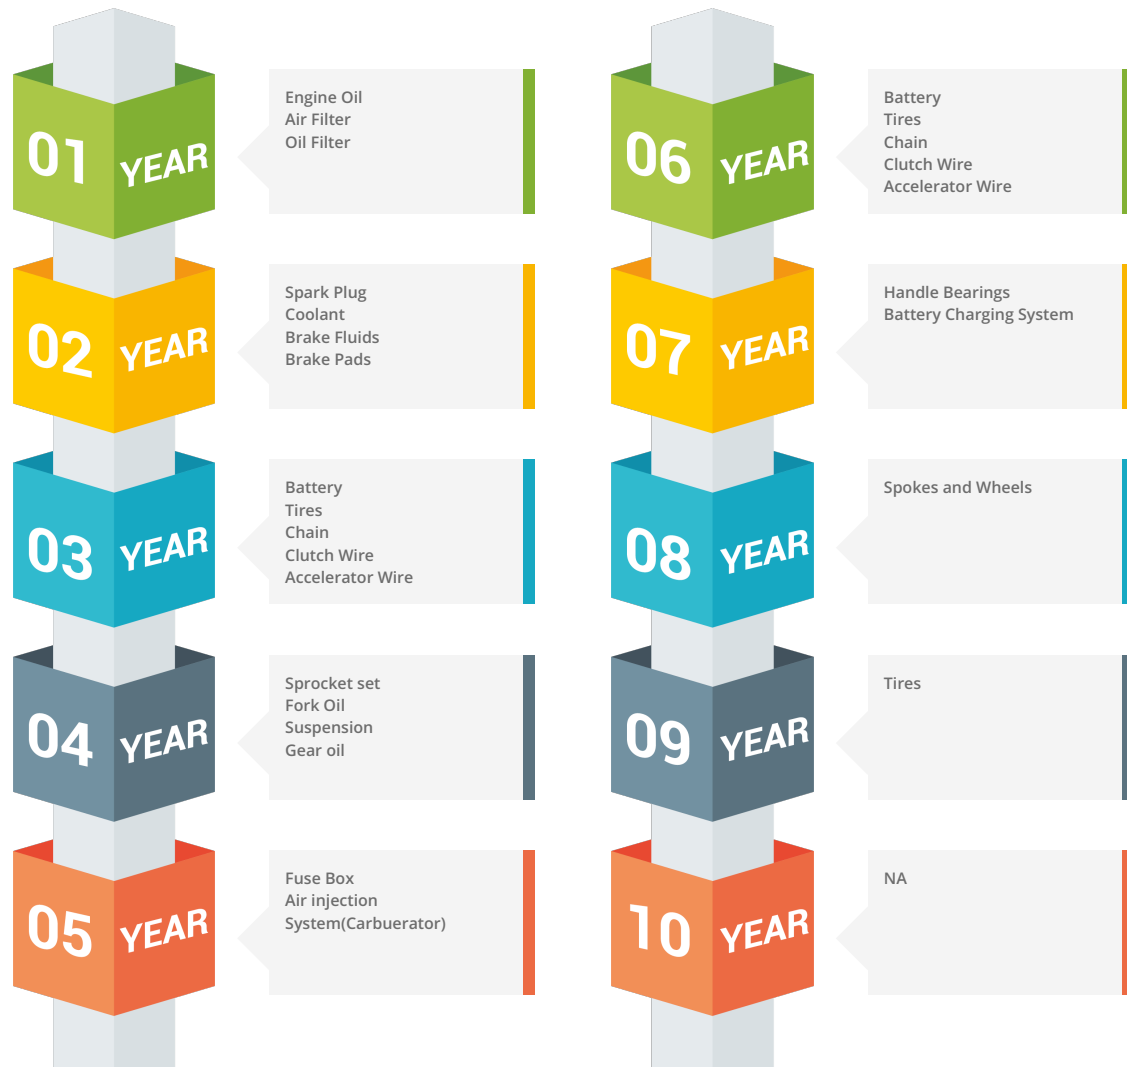 01 YEAR
Engine Oil
Air Filter
Oil Filter
02 YEAR
Spark Plug
Coolant
Brake Fluids
Brake Pads
03 YEAR
Battery
Tires
Chain
Clutch Wire
Accelerator Wire
04 YEAR
Sprocket set
Fork Oil
Suspension
Gear oil
05 YEAR
Fuse Box
Air injection
System(Carbuerator)
06 YEAR
Battery
Tires
Chain
Clutch Wire
Accelerator Wire
07 YEAR
Handle Bearings
Battery Charging System
08 YEAR
Spokes and Wheels
09 YEAR
Tires
10 YEAR
NA